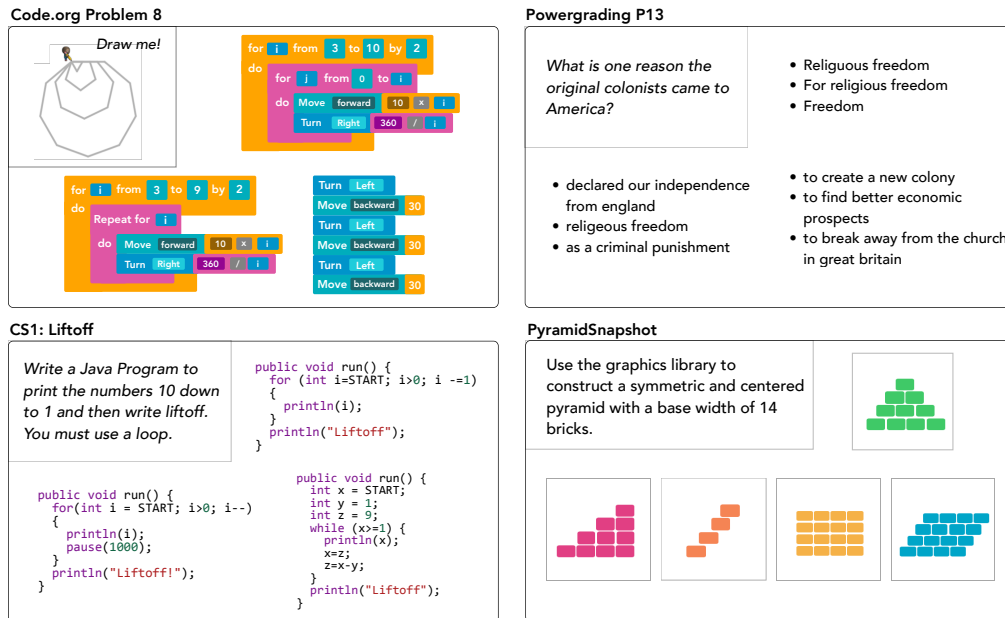 Code.org Problem 8
Draw me!
for i from 3 to 10 by 2
do
for j from 0 to i
do Move forward 10 x i
Turn Right 360 / i
for i from 3 to 9 by 2
do
Repeat for i
do Move forward 10 x i
Turn Right 360 / i
Turn Left
Move backward 30
Turn Left
Move backward 30
Turn Left
Move backward 30
Powergrading P13
What is one reason the
original colonists came to
America?
• Religuous freedom
• For religious freedom
• Freedom
• declared our independence
from england
• religeous freedom
• as a criminal punishment
• to create a new colony
• to find better economic
prospects
• to break away from the church
in great britain
CS1: Liftoff
Write a Java Program to
print the numbers 10 down
to 1 and then write liftoff.
You must use a loop.
public void run() {
for (int i=START; i>0; i -=1)
{
println(i);
}
println("Liftoff");
}
public void run() {
for(int i = START; i>0; i--)
{
println(i);
pause(1000);
}
println("Liftoff!");
}
public void run() {
int x = START;
int y = 1;
int z = 9;
while (x>=1) {
println(x);
x=z;
z=x-y;
}
println("Liftoff");
}
PyramidSnapshot
Use the graphics library to
construct a symmetric and centered
pyramid with a base width of 14
bricks.